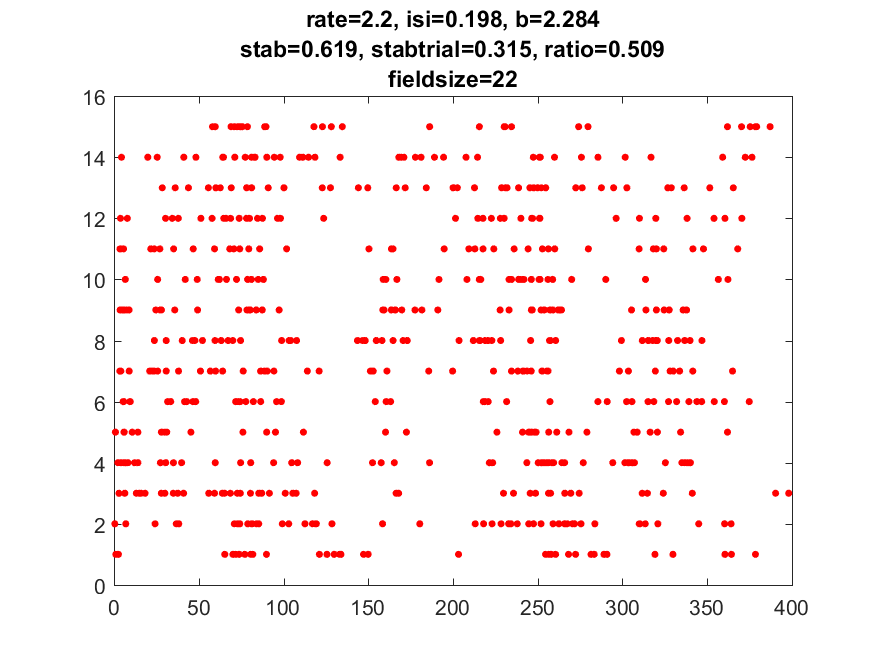 rate=2.2, isi=0.198, b=2.284
stab=0.619, stabtrial=0.315, ratio=0.509
fieldsize=22
16
14
12
10
8
6
4
2
0
0 50 100 150 200 250 300 350 400